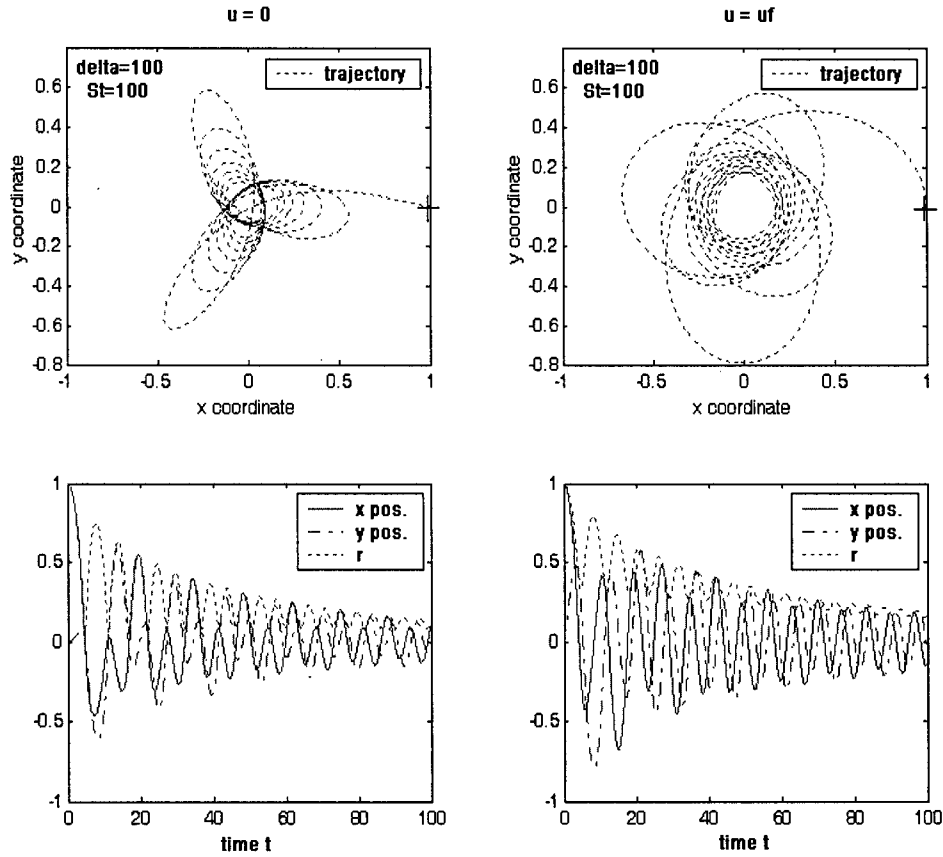 u = 0
u = uf
delta=100
St=100
trajectory
0.6
0.4
0.2
0
-0.2
-0.4
-0.6
-0.8
y coordinate
-1
-0.5
0
0.5
1
x coordinate
delta=100
St=100
trajectory
0.6
0.4
0.2
0
-0.2
-0.4
-0.6
-0.8
y coordinate
-1
-0.5
0
0.5
1
x coordinate
1
0.5
0
-0.5
-1
x pos.
y pos.
r
0
20
40
60
80
100
time t
1
0.5
0
-0.5
-1
x pos.
y pos.
r
0
20
40
60
80
100
time t